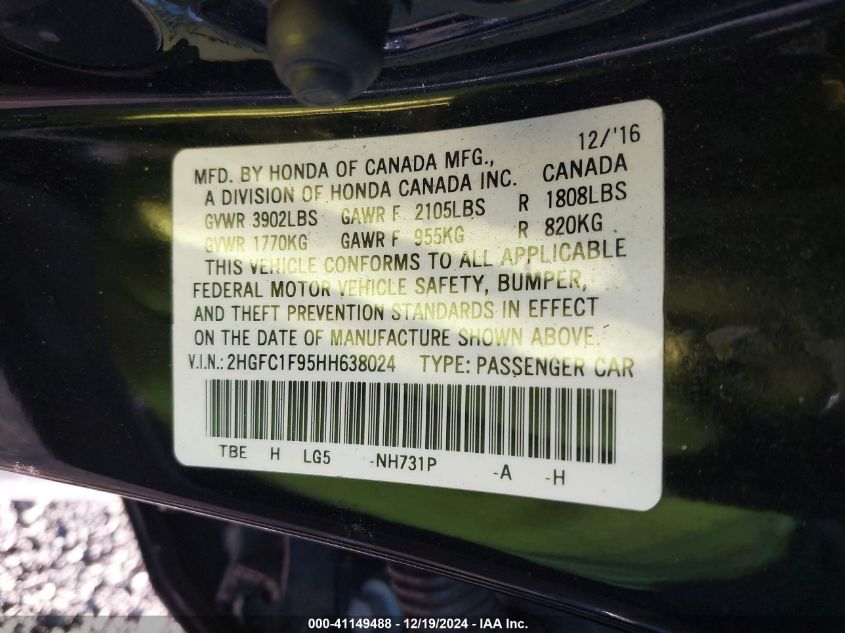 12/'16
MFD. BY HONDA OF CANADA MFG.,
A DIVISION OF HONDA CANADA INC. CANADA
GVWR 3902LBS GAWR F 2105LBS R 1808LBS
GVWR 1770KG GAWR F 955KG R 820KG
THIS VEHICLE CONFORMS TO ALL APPLICABLE
FEDERAL MOTOR VEHICLE SAFETY, BUMPER,
AND THEFT PREVENTION STANDARDS IN EFFECT
ON THE DATE OF MANUFACTURE SHOWN ABOVE.
V.I.N.: 2HGFC1F95HH638024 TYPE: PASSENGER CAR
TBE H LG5 -NH731P -A -H
000-41149488 - 12/19/2024 - IAA Inc.